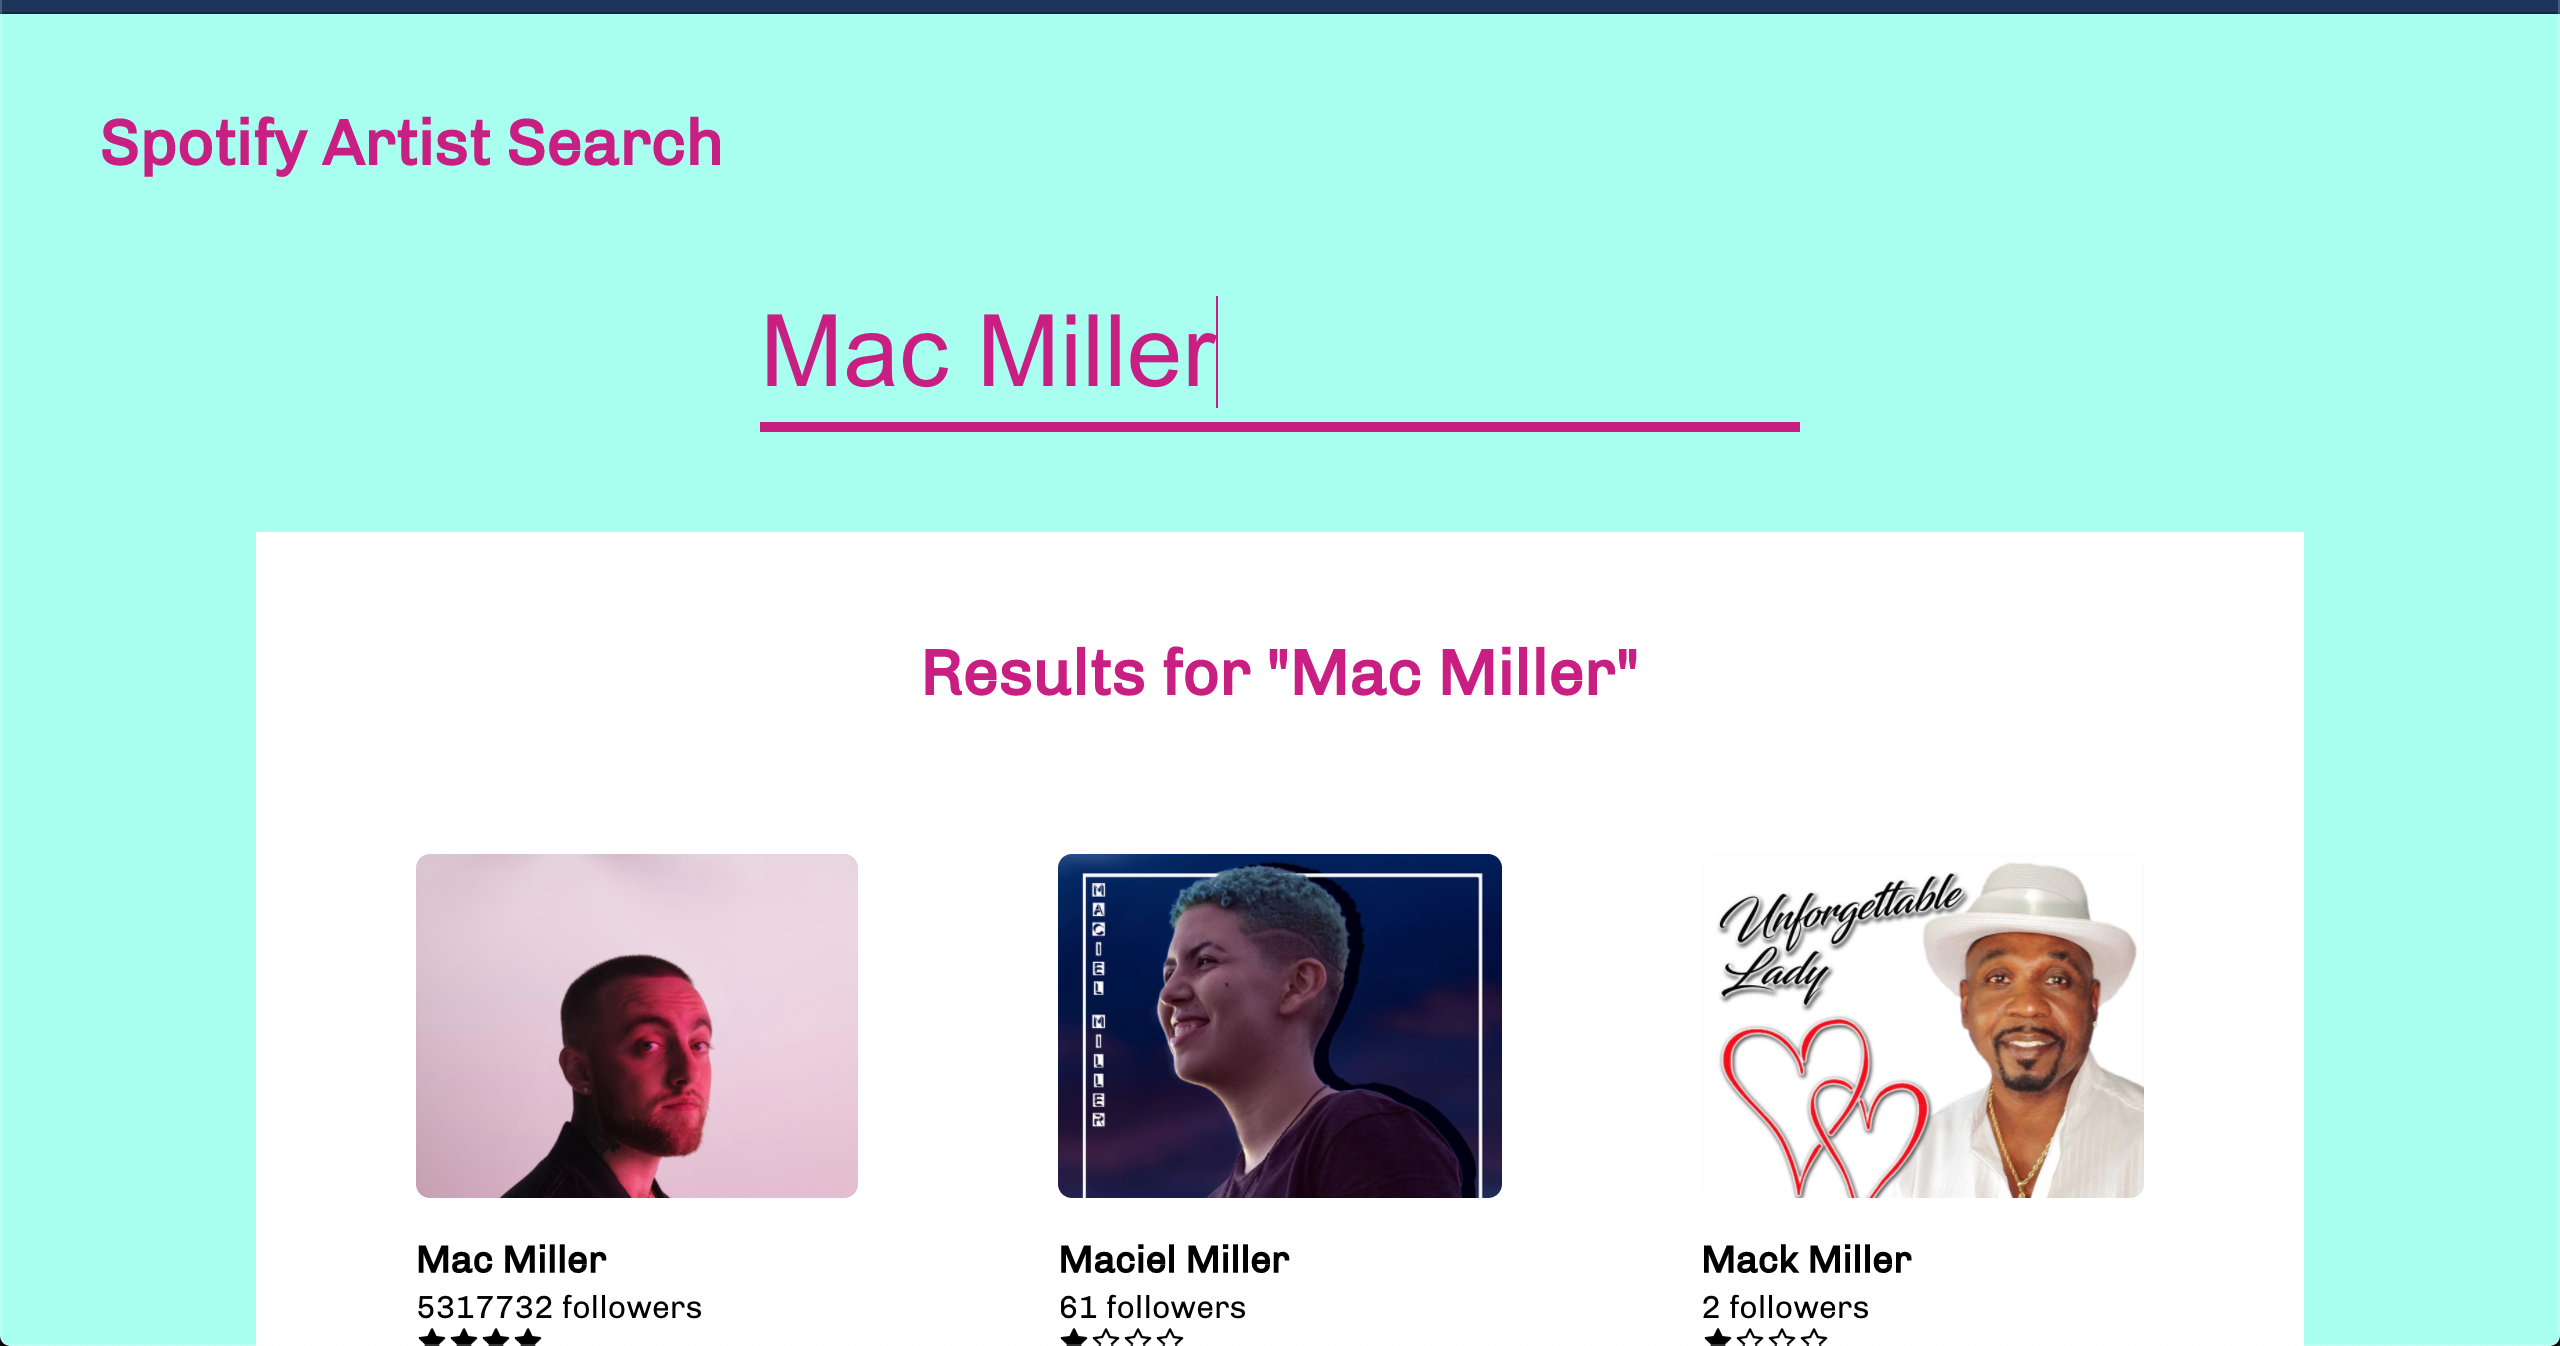 Spotify Artist Search
Mac Miller
Results for "Mac Miller"
MACIEL MILLER
Unforgettable
Lady
Mac Miller
5317732 followers
★★★★
Maciel Miller
61 followers
★☆☆☆
Mack Miller
2 followers
★☆☆☆